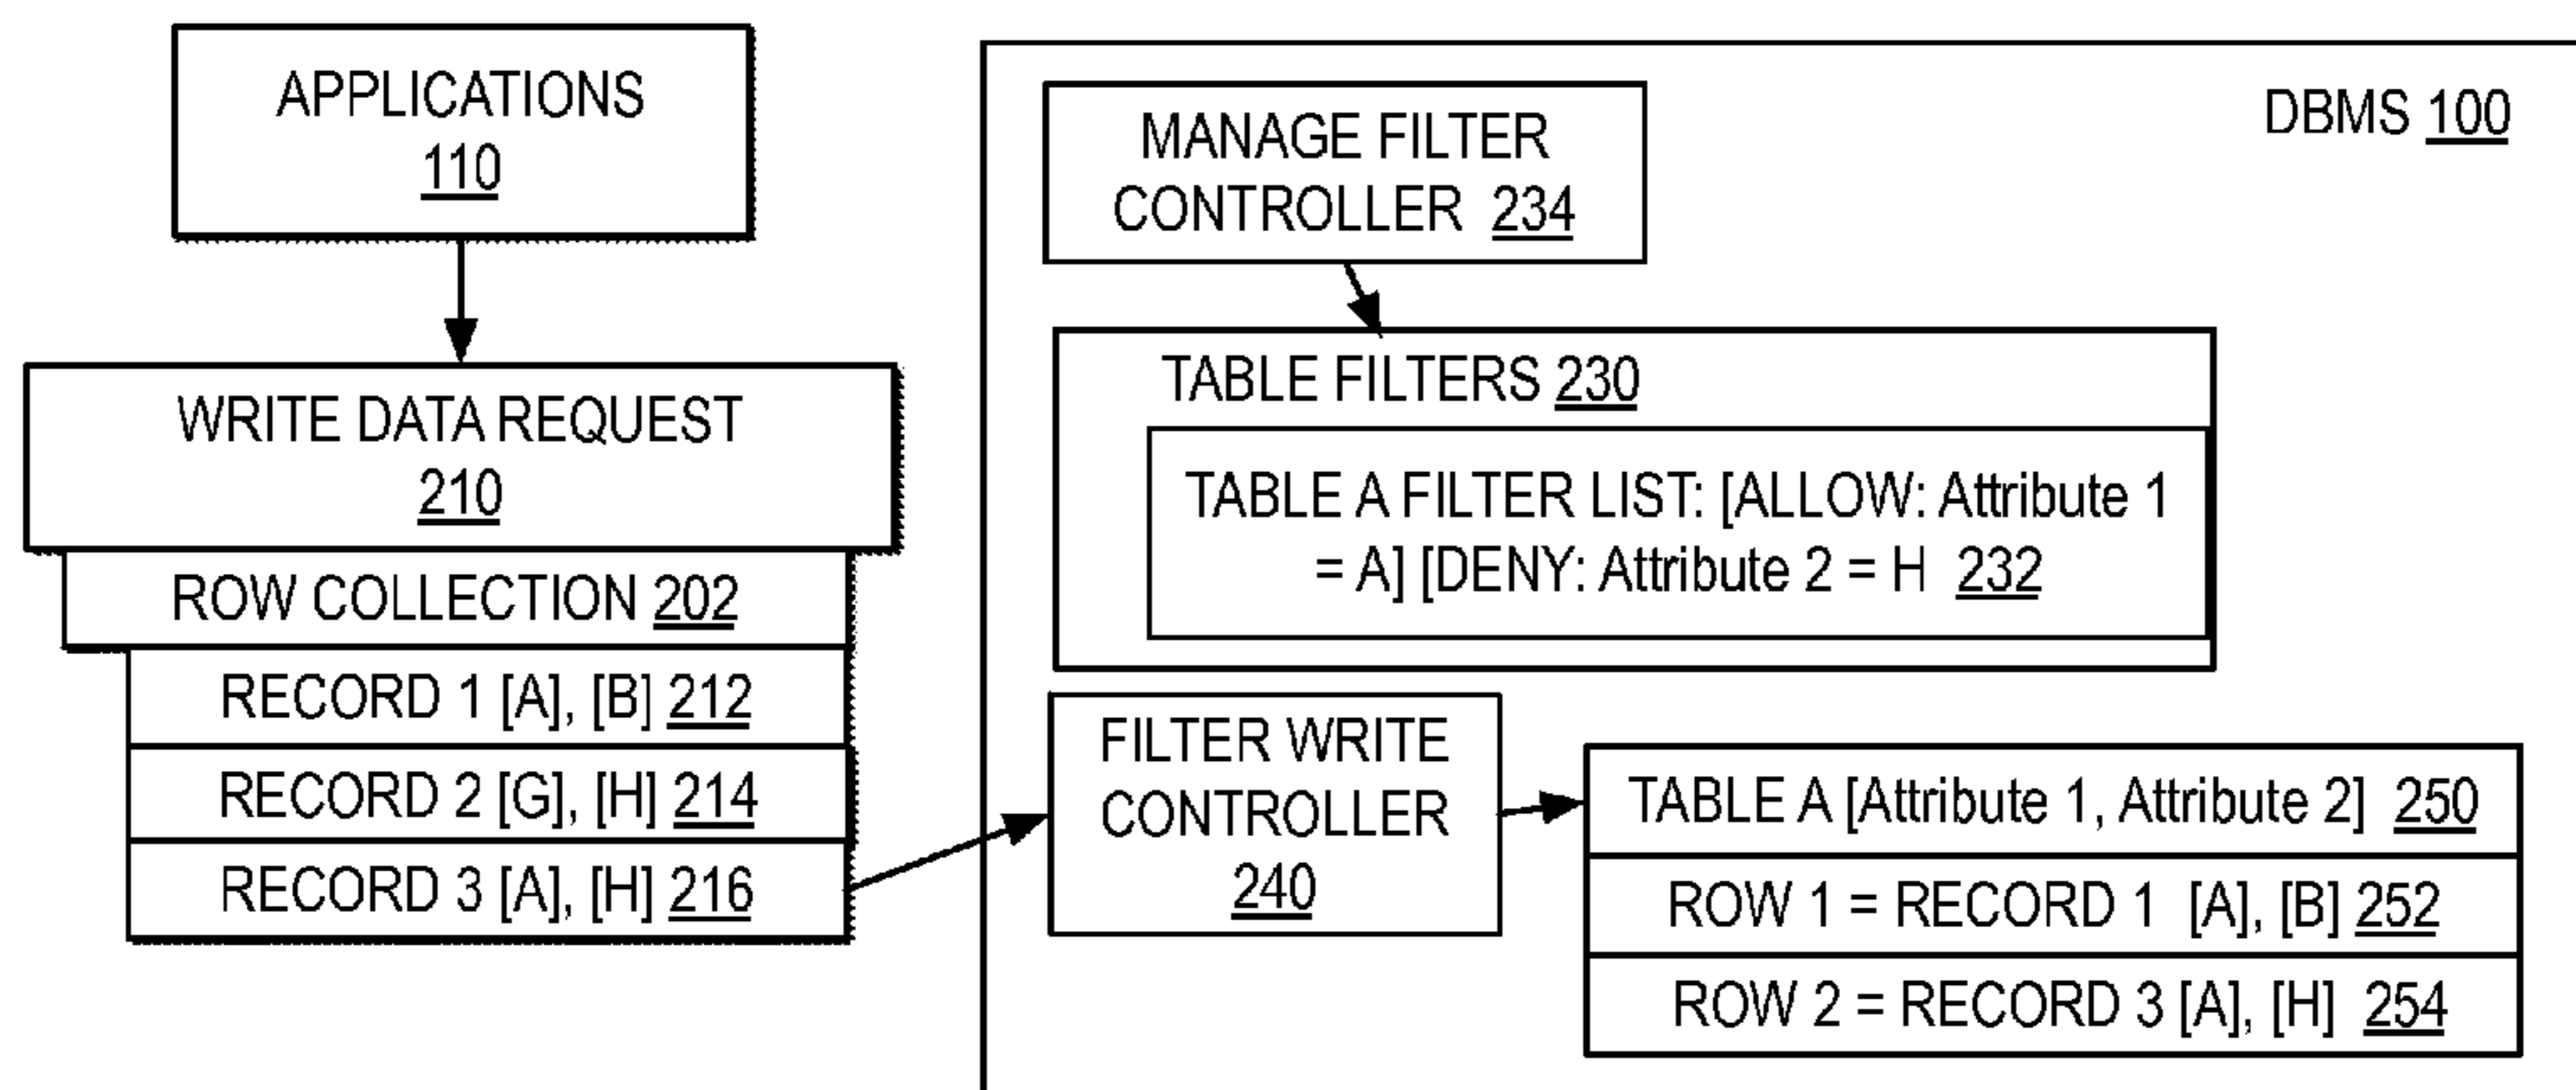 APPLICATIONS
110
WRITE DATA REQUEST
210
ROW COLLECTION 202
RECORD 1 [A], [B] 212
RECORD 2 [G], [H] 214
RECORD 3 [A], [H] 216
DBMS 100
MANAGE FILTER
CONTROLLER 234
TABLE FILTERS 230
TABLE A FILTER LIST: [ALLOW: Attribute 1
= A] [DENY: Attribute 2 = H 232
FILTER WRITE
CONTROLLER
240
TABLE A [Attribute 1, Attribute 2] 250
ROW 1 = RECORD 1 [A], [B] 252
ROW 2 = RECORD 3 [A], [H] 254